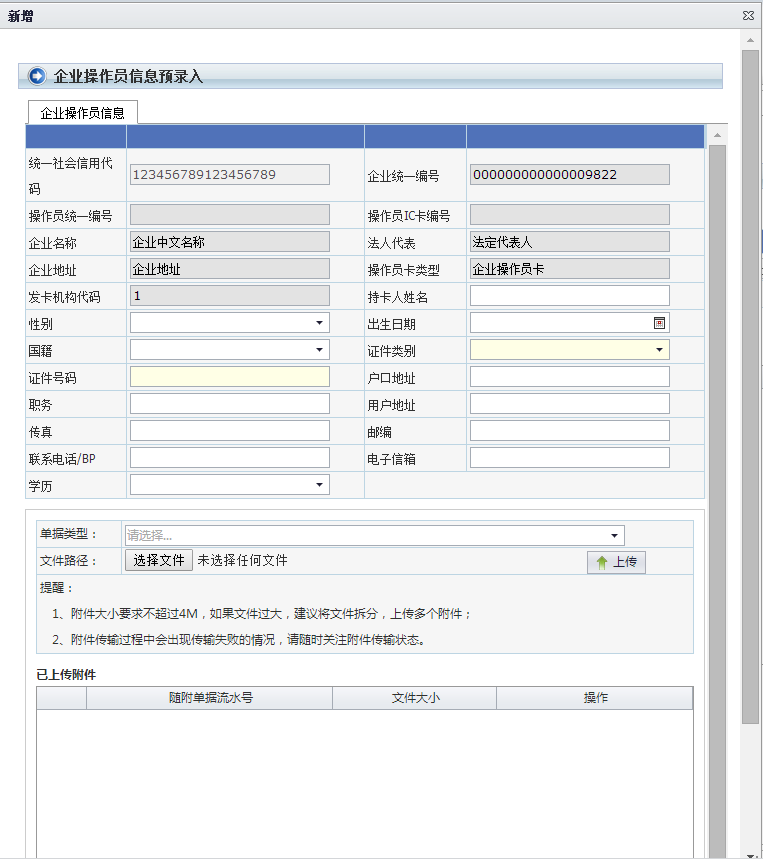 新增
企业操作员信息预录入
企业操作员信息
统一社会信用代码 123456789123456789 企业统一编号 000000000000009822
操作员统一编号 操作员IC卡编号
企业名称 企业中文名称 法人代表 法定代表人
企业地址 企业地址 操作员卡类型 企业操作员卡
发卡机构代码 1 持卡人姓名
性别 出生日期
国籍 证件类别
证件号码 户口地址
职务 用户地址
传真 邮编
联系电话/BP 电子信箱
学历
单据类型： 请选择...
文件路径： 选择文件 未选择任何文件 上传
提醒：
1、附件大小要求不超过4M，如果文件过大，建议将文件拆分，上传多个附件；
2、附件传输过程中会出现传输失败的情况，请随时关注附件传输状态。
已上传附件
随附单据流水号 文件大小 操作